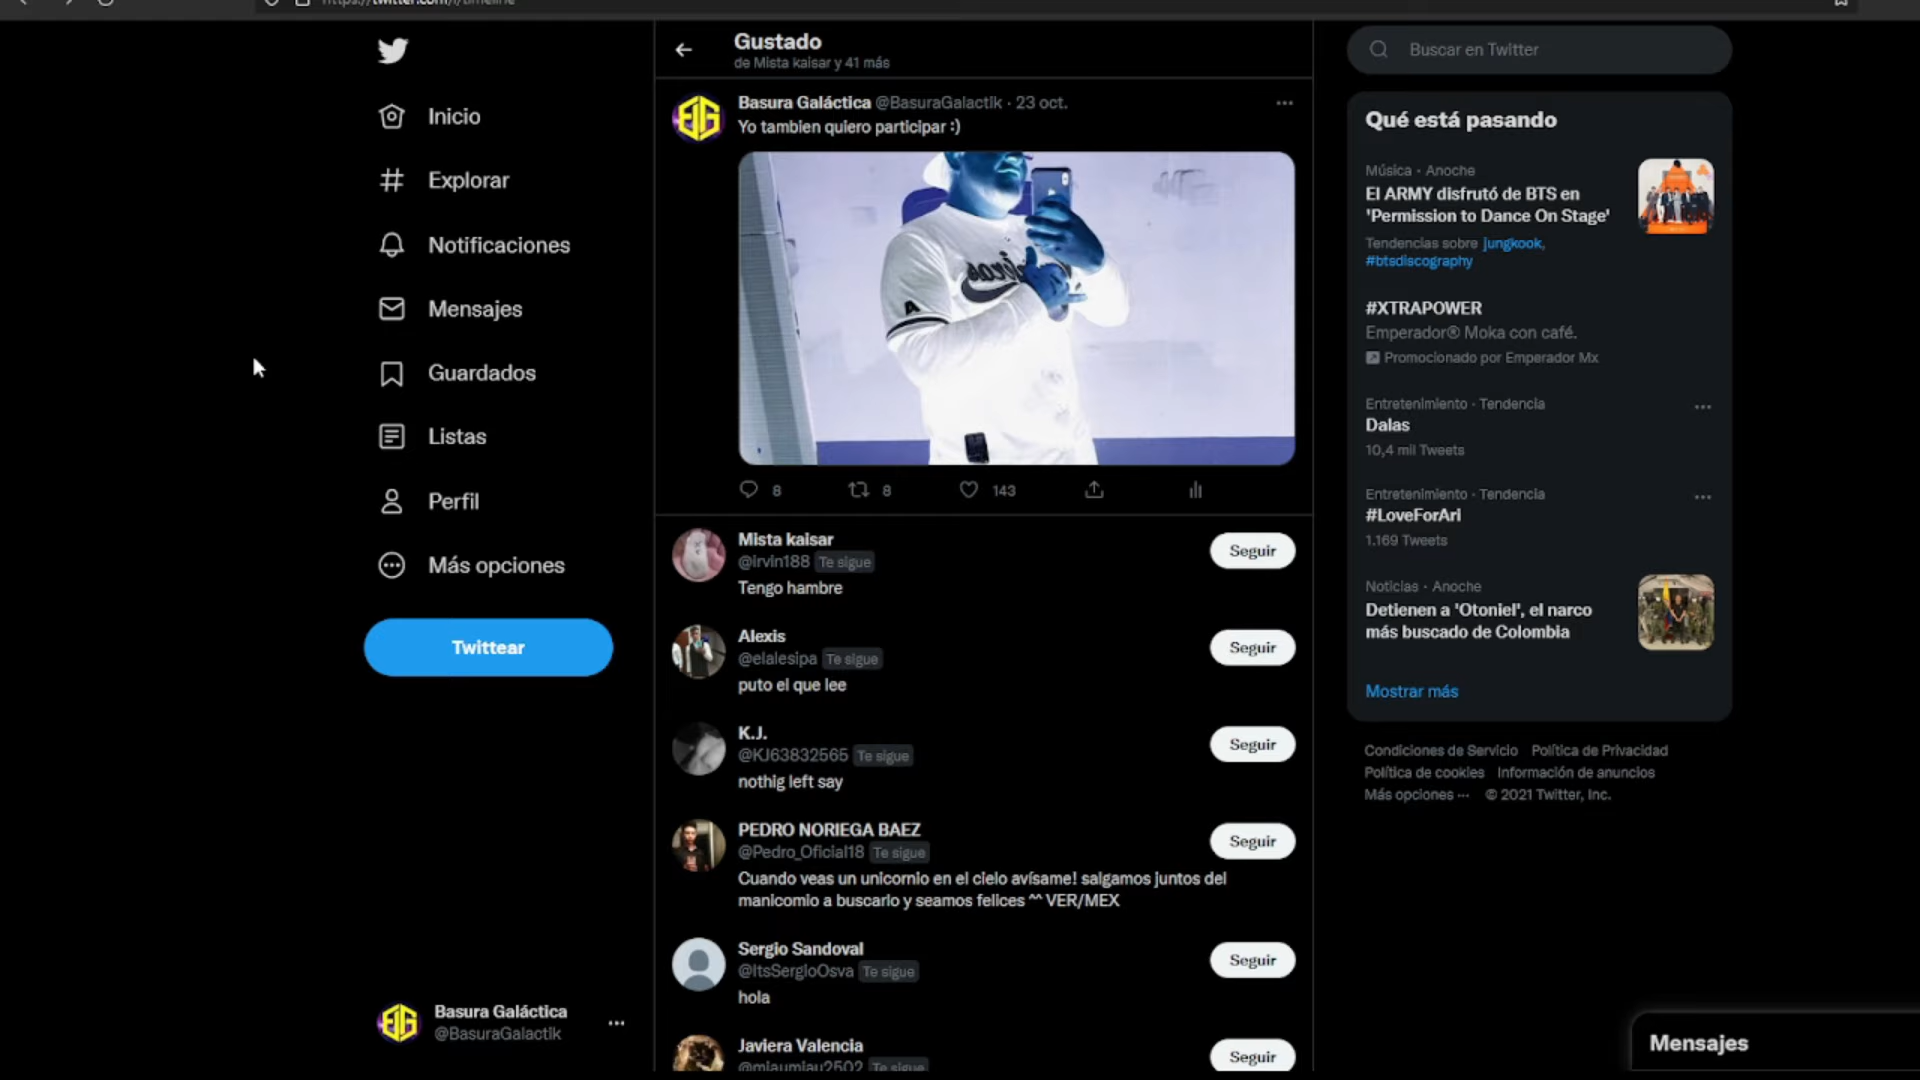 https://twitter.com/i/timeline
Inicio
Explorar
Notificaciones
Mensajes
Guardados
Listas
Perfil
Más opciones
Twittear
Basura Galáctica
@BasuraGalactik
Gustado
de Mista kaisar y 41 más
Basura Galáctica @BasuraGalactik · 23 oct.
Yo tambien quiero participar :)
8 8 143
Mista kaisar
@irvin188 Te sigue
Tengo hambre
Seguir
Alexis
@elalesipa Te sigue
puto el que lee
Seguir
K.J.
@KJ63832565 Te sigue
nothig left say
Seguir
PEDRO NORIEGA BAEZ
@Pedro_Oficial18 Te sigue
Cuando veas un unicornio en el cielo avísame! salgamos juntos del
manicomio a buscarlo y seamos felices ^^ VER/MEX
Seguir
Sergio Sandoval
@ItsSergioOsva Te sigue
hola
Seguir
Javiera Valencia
@miaumiau2502 Te sigue
Seguir
Buscar en Twitter
Qué está pasando
Música · Anoche
El ARMY disfrutó de BTS en
'Permission to Dance On Stage'
Tendencias sobre jungkook,
#btsdiscography
#XTRAPOWER
Emperador® Moka con café.
Promocionado por Emperador Mx
Entretenimiento · Tendencia
Dalas
10,4 mil Tweets
Entretenimiento · Tendencia
#LoveForAri
1.169 Tweets
Noticias · Anoche
Detienen a 'Otoniel', el narco
más buscado de Colombia
Mostrar más
Condiciones de Servicio Política de Privacidad
Política de cookies Información de anuncios
Más opciones ··· © 2021 Twitter, Inc.
Mensajes